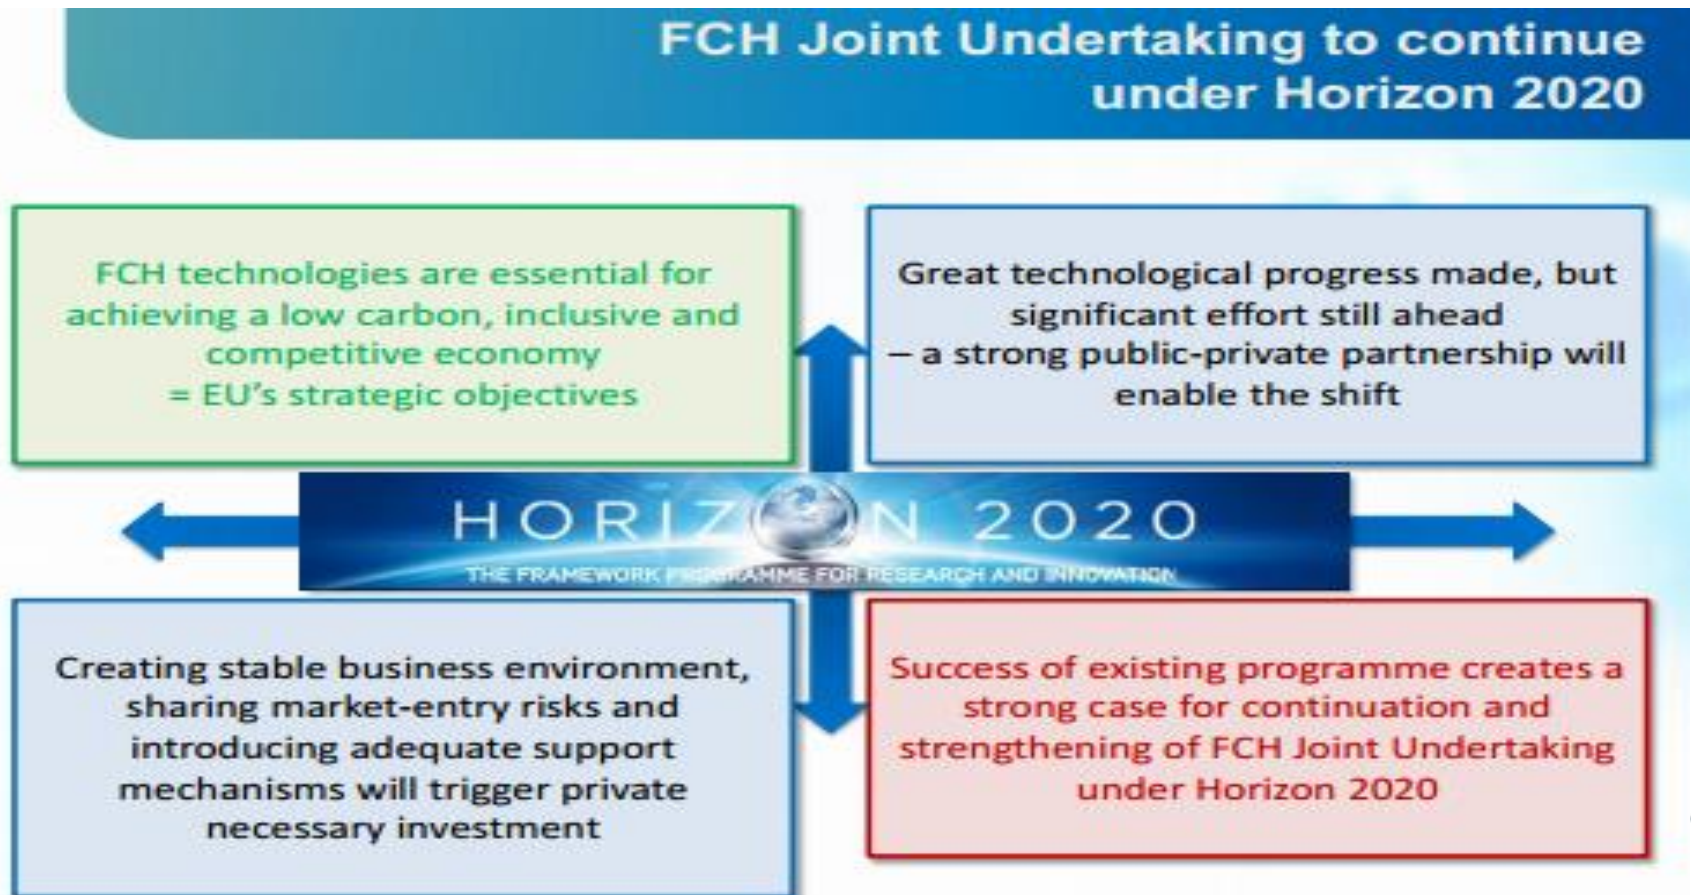 FCH Joint Undertaking to continue
under Horizon 2020
FCH technologies are essential for
achieving a low carbon, inclusive and
competitive economy
= EU's strategic objectives
Great technological progress made, but
significant effort still ahead
– a strong public-private partnership will
enable the shift
HORIZON 2020
THE FRAMEWORK PROGRAMME FOR RESEARCH AND INNOVATION
Creating stable business environment,
sharing market-entry risks and
introducing adequate support
mechanisms will trigger private
necessary investment
Success of existing programme creates a
strong case for continuation and
strengthening of FCH Joint Undertaking
under Horizon 2020